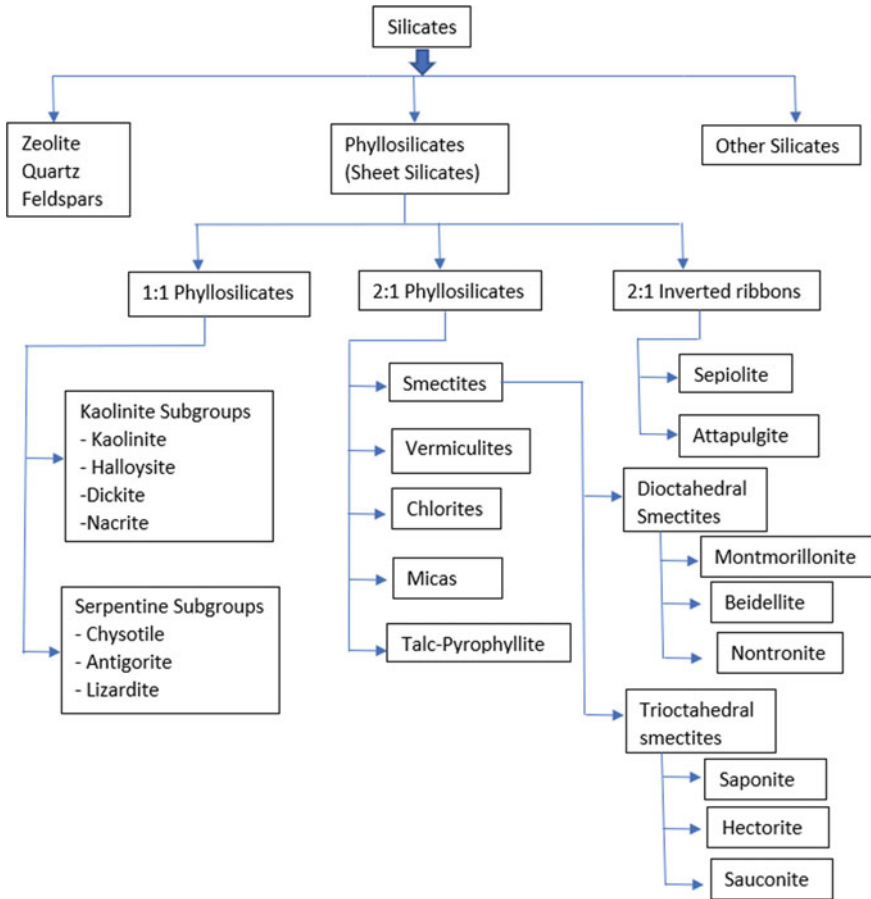 Silicates
Zeolite
Quartz
Feldspars
Phyllosilicates
(Sheet Silicates)
Other Silicates
1:1 Phyllosilicates
2:1 Phyllosilicates
2:1 Inverted ribbons
Kaolinite Subgroups
- Kaolinite
- Halloysite
-Dickite
- Nacrite
Serpentine Subgroups
- Chysotile
- Antigorite
- Lizardite
Smectites
Vermiculites
Chlorites
Micas
Talc-Pyrophyllite
Sepiolite
Attapulgite
Dioctahedral
Smectites
Montmorillonite
Beidellite
Nontronite
Trioctahedral
smectites
Saponite
Hectorite
Sauconite